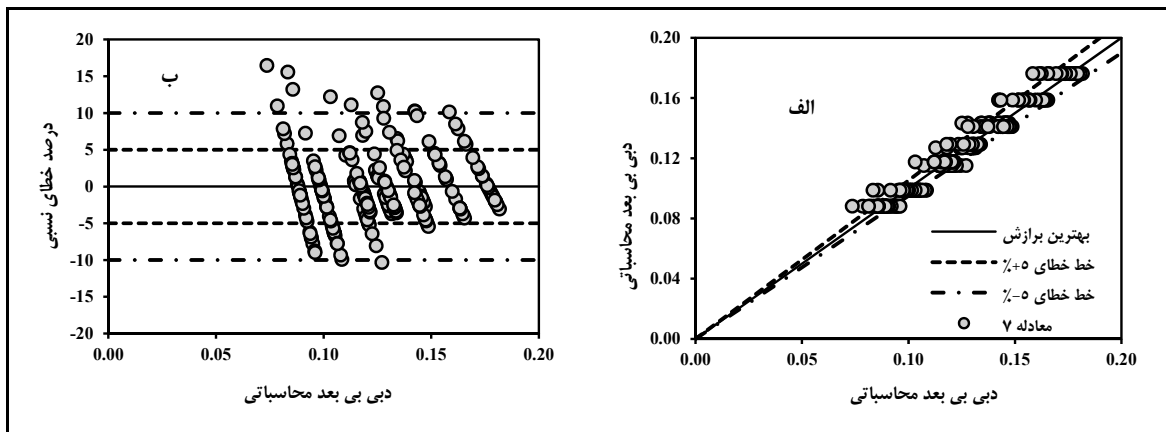 20
15
10
5
0
-5
-10
-15
-20
0.00 0.05 0.10 0.15 0.20
درصد خطای نسبی
دبی بی بعد محاسباتی
ب
0.20
0.16
0.12
0.08
0.04
0.00
0.00 0.05 0.10 0.15 0.20
دبی بی بعد محاسباتی
دبی بی بعد محاسباتی
الف
بهترین برازش
خط خطای ۵+%
خط خطای ۵-%
معادله ۷